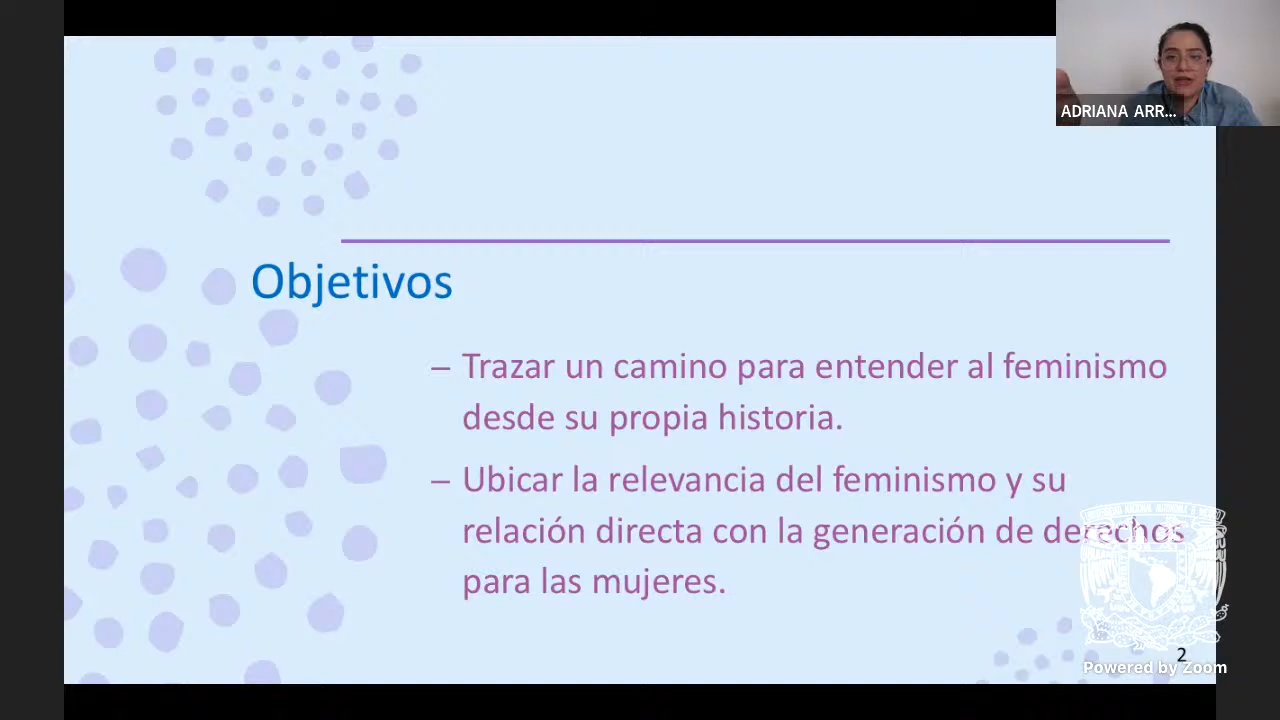 ADRIANA ARR...
Objetivos
– Trazar un camino para entender al feminismo
desde su propia historia.
– Ubicar la relevancia del feminismo y su
relación directa con la generación de derechos
para las mujeres.
2
Powered by Zoom